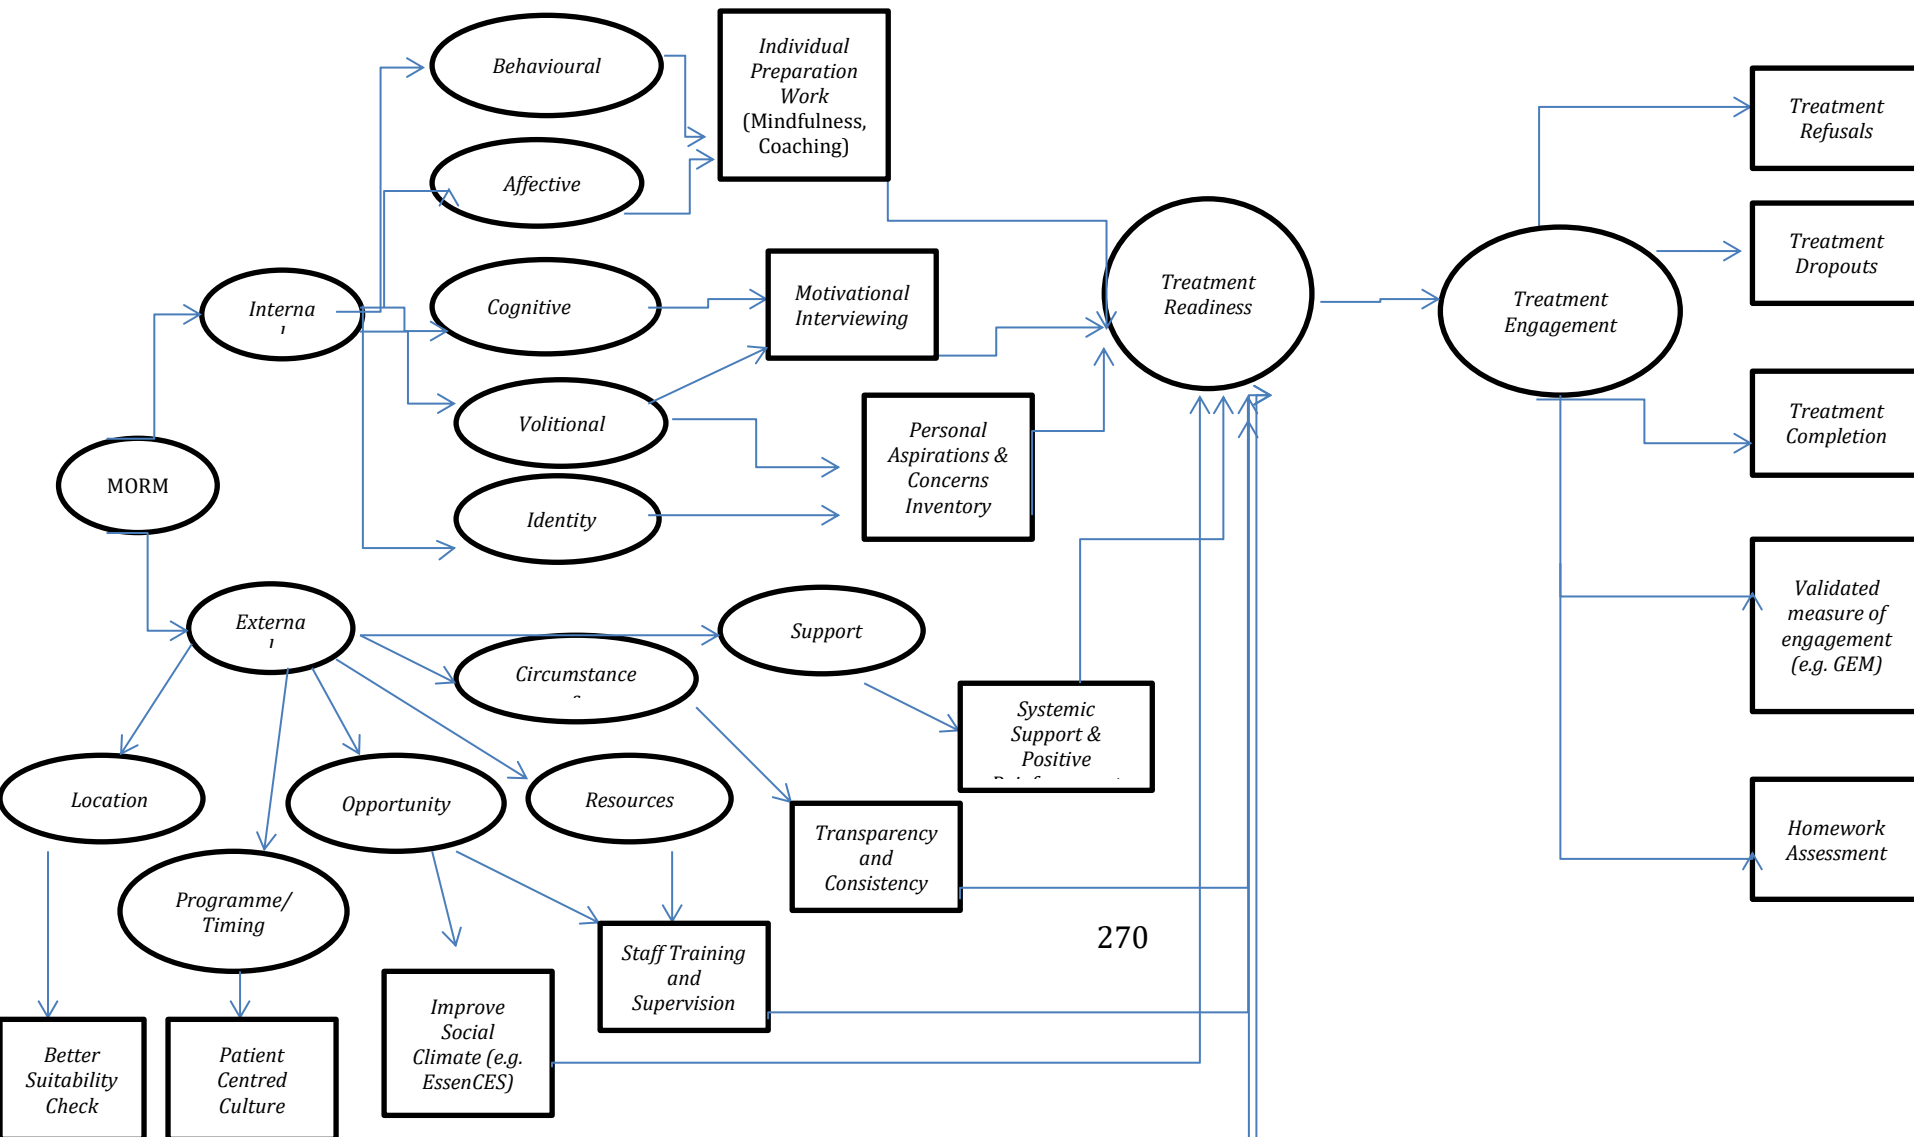 Behavioural
Individual
Preparation
Work
(Mindfulness,
Coaching)
Treatment
Refusals
Affective
Treatment
Dropouts
Interna
Cognitive
Motivational
Interviewing
Treatment
Readiness
Treatment
Engagement
Volitional
Personal
Aspirations &
Concerns
Inventory
Treatment
Completion
MORM
Identity
Externa
Support
Circumstance
Validated
measure of
engagement
(e.g. GEM)
Systemic
Support &
Positive
Location
Opportunity
Resources
Transparency
and
Consistency
Homework
Assessment
Programme/
Timing
270
Staff Training
and
Supervision
Improve
Social
Climate (e.g.
EssenCES)
Better
Suitability
Check
Patient
Centred
Culture